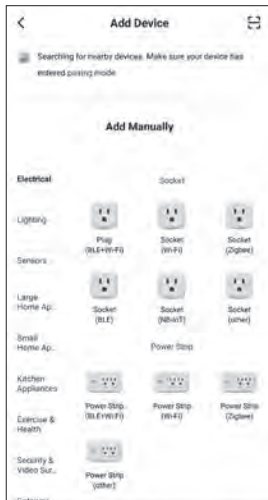 Add Device
Searching for nearby devices. Make sure your device has
entered pairing mode.
Add Manually
Electrical
Socket
Lighting
Plug
(BLE+Wi-Fi)
Socket
(Wi-Fi)
Socket
(Zigbee)
Sensors
Large
Home Ap...
Socket
(BLE)
Socket
(NB-IoT)
Socket
(other)
Small
Home Ap...
Power Strip
Kitchen
Appliances
Power Strip
(BLE+Wi-Fi)
Power Strip
(Wi-Fi)
Power Strip
(Zigbee)
Exercise &
Health
Security &
Video Sur...
Power Strip
(other)